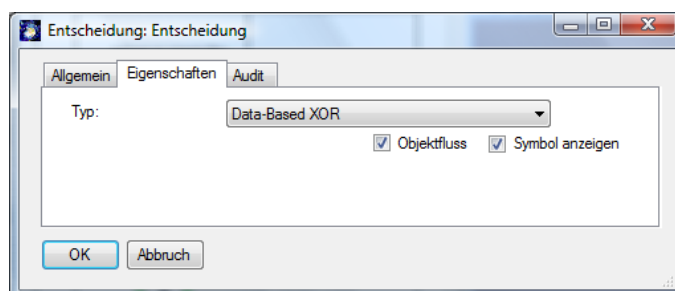 Entscheidung: Entscheidung
Allgemein Eigenschaften Audit
Typ: Data-Based XOR
Objektfluss Symbol anzeigen
OK Abbruch